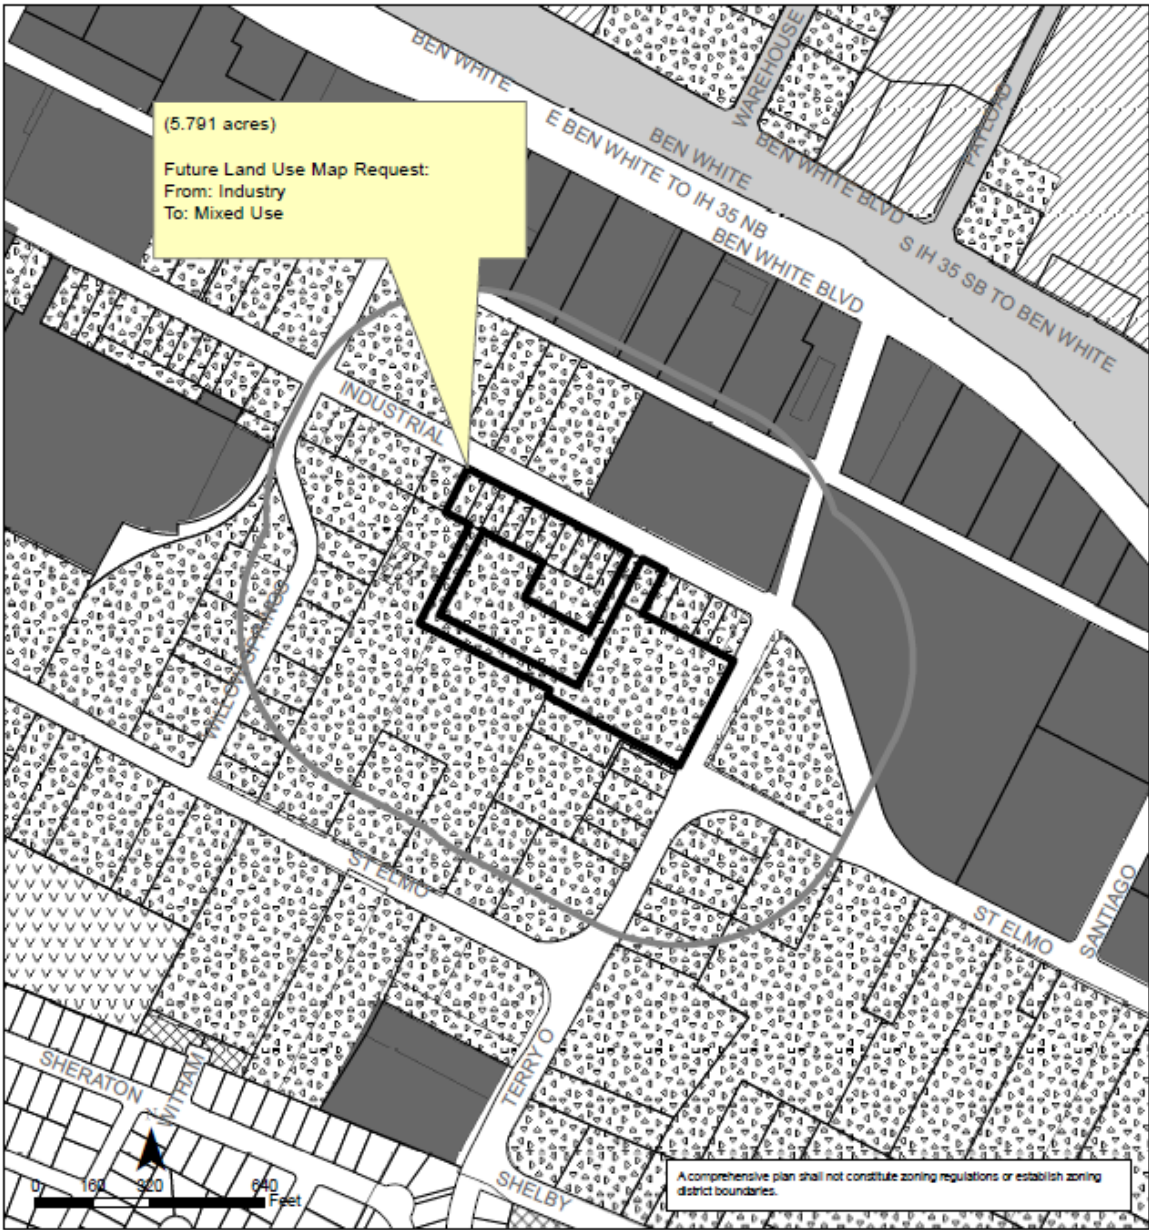 BEN WHITE
WAREHOUSE
PAYLOAD
(5.791 acres)
Future Land Use Map Request:
From: Industry
To: Mixed Use
E BEN WHITE TO IH 35 NB
BEN WHITE
BEN WHITE BLVD
BEN WHITE BLVD
S IH 35 SB TO BEN WHITE
INDUSTRIAL
WILLOW SPRINGS
ST ELMO
ST ELMO
SANTIAGO
SHERATON
WITHAM
TERRY O
SHELBY
0 160 320 640
Feet
A comprehensive plan shall not constitute zoning regulations or establish zoning
district boundaries.